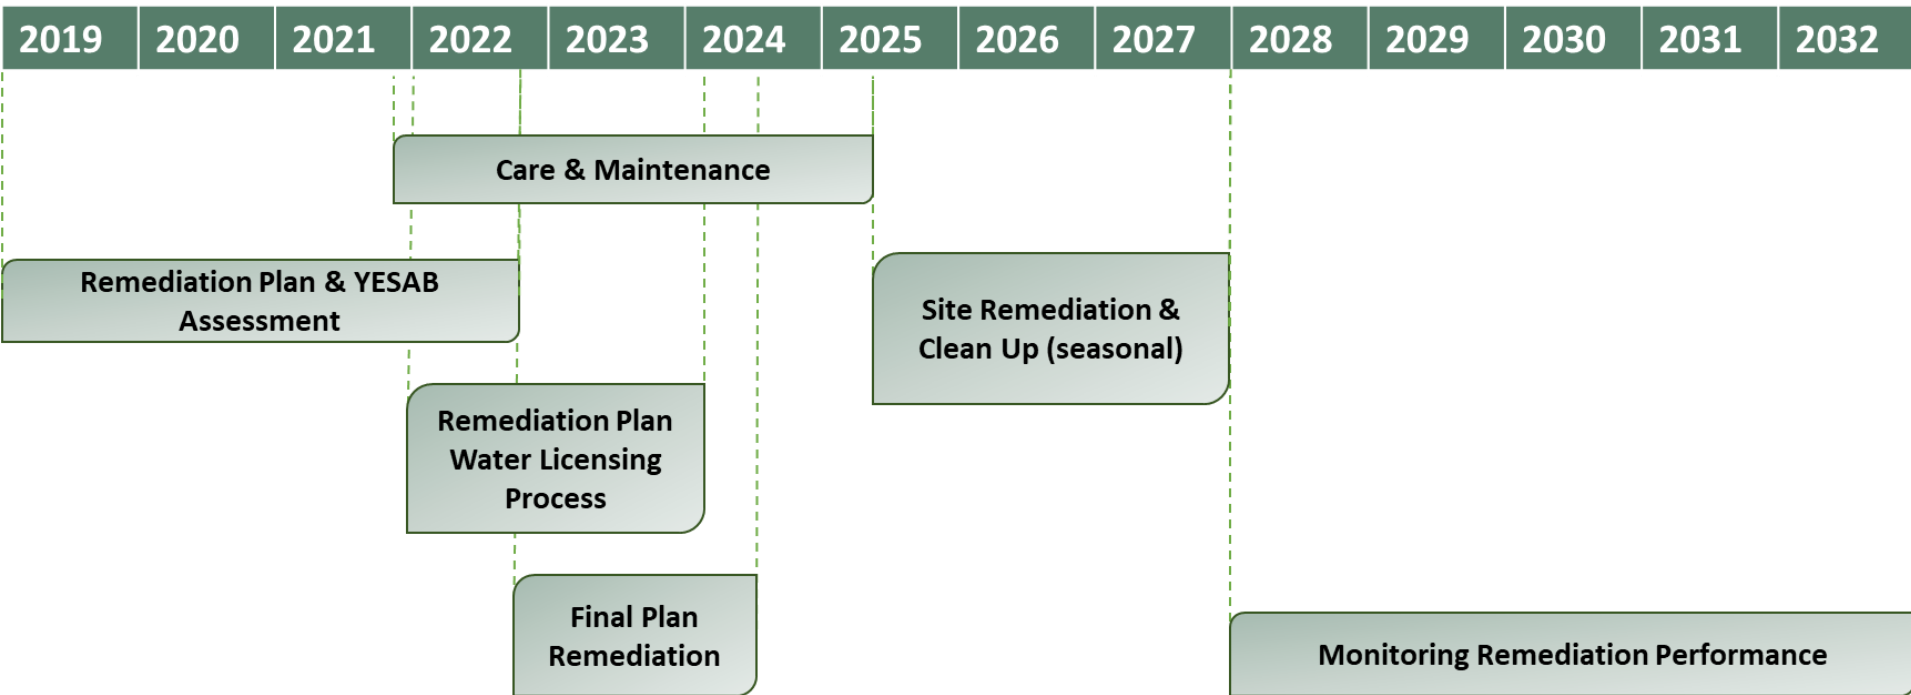 2019 2020 2021 2022 2023 2024 2025 2026 2027 2028 2029 2030 2031 2032
Care & Maintenance
Remediation Plan & YESAB
Assessment
Site Remediation &
Clean Up (seasonal)
Remediation Plan
Water Licensing
Process
Final Plan
Remediation
Monitoring Remediation Performance